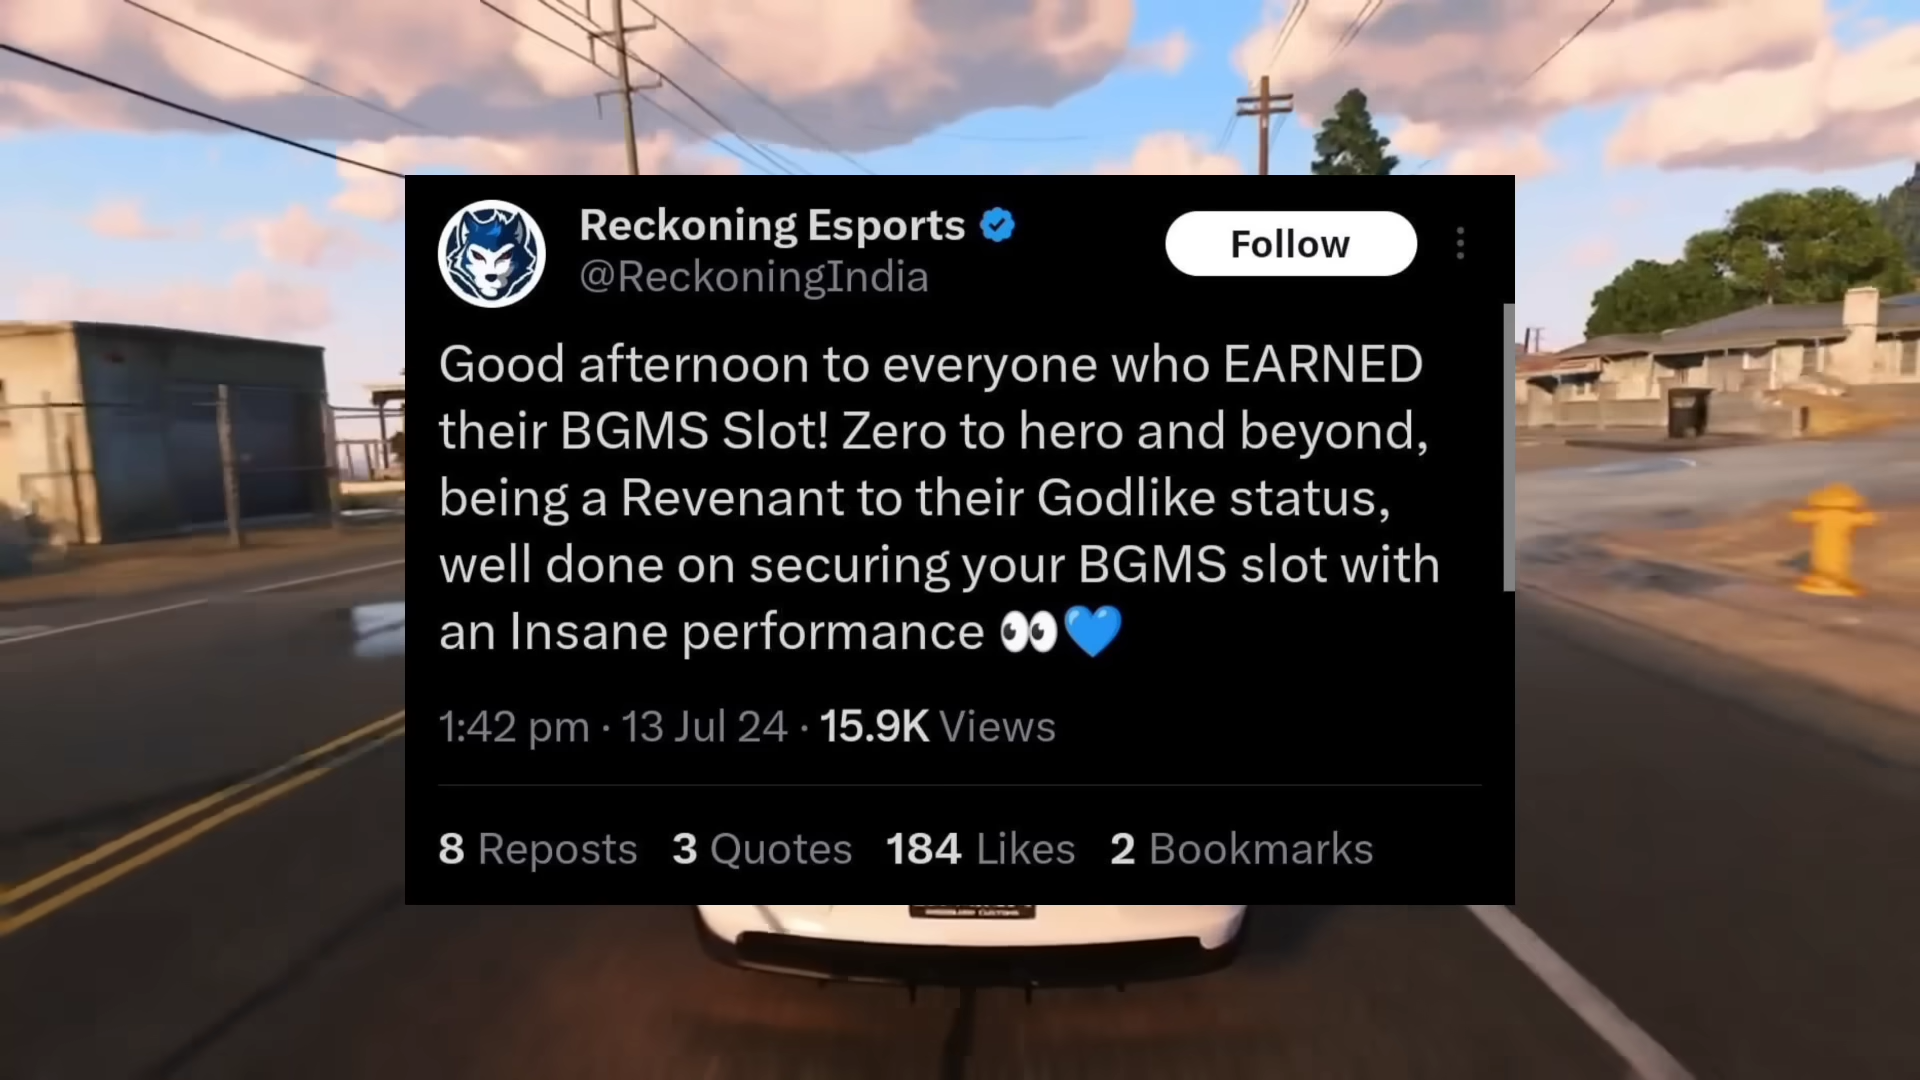 Reckoning Esports
@ReckoningIndia
Follow
Good afternoon to everyone who EARNED
their BGMS Slot! Zero to hero and beyond,
being a Revenant to their Godlike status,
well done on securing your BGMS slot with
an Insane performance 👀💙
1:42 pm · 13 Jul 24 · 15.9K Views
8 Reposts 3 Quotes 184 Likes 2 Bookmarks